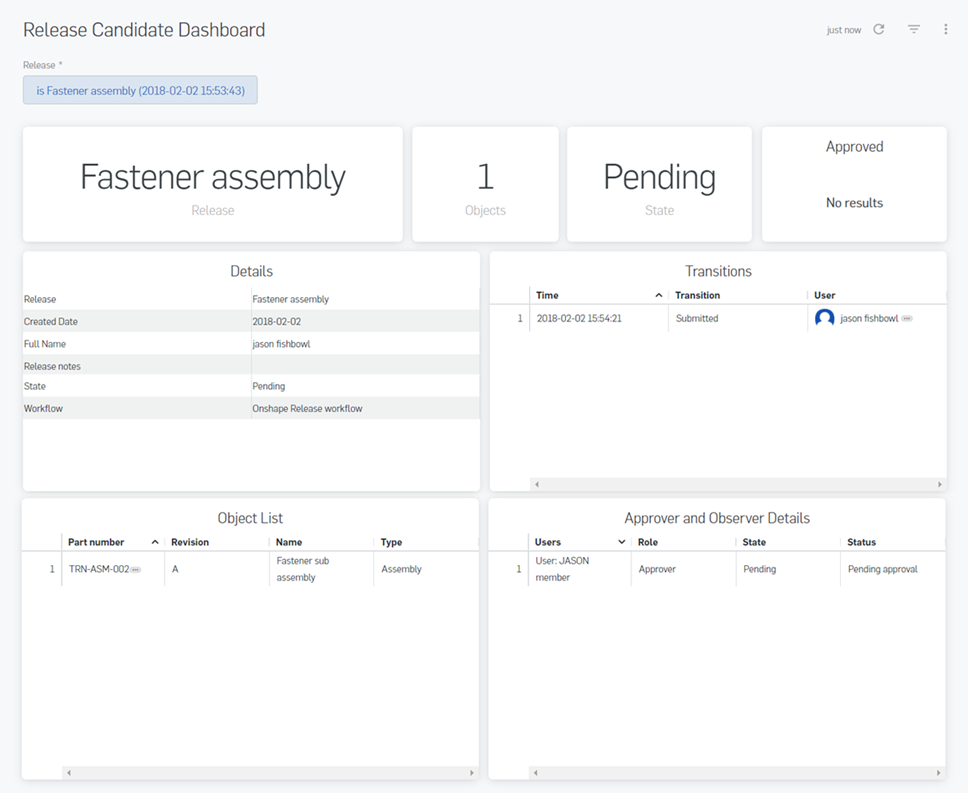 Release Candidate Dashboard
just now
Release *
is Fastener assembly (2018-02-02 15:53:43)
Fastener assembly
Release
1
Objects
Pending
State
Approved
No results
Details
Release Fastener assembly
Created Date 2018-02-02
Full Name jason fishbowl
Release notes
State Pending
Workflow Onshape Release workflow
Transitions
Time Transition User
1 2018-02-02 15:54:21 Submitted jason fishbowl
Object List
Part number Revision Name Type
1 TRN-ASM-002 A Fastener sub assembly Assembly
Approver and Observer Details
Users Role State Status
1 User: JASON member Approver Pending Pending approval